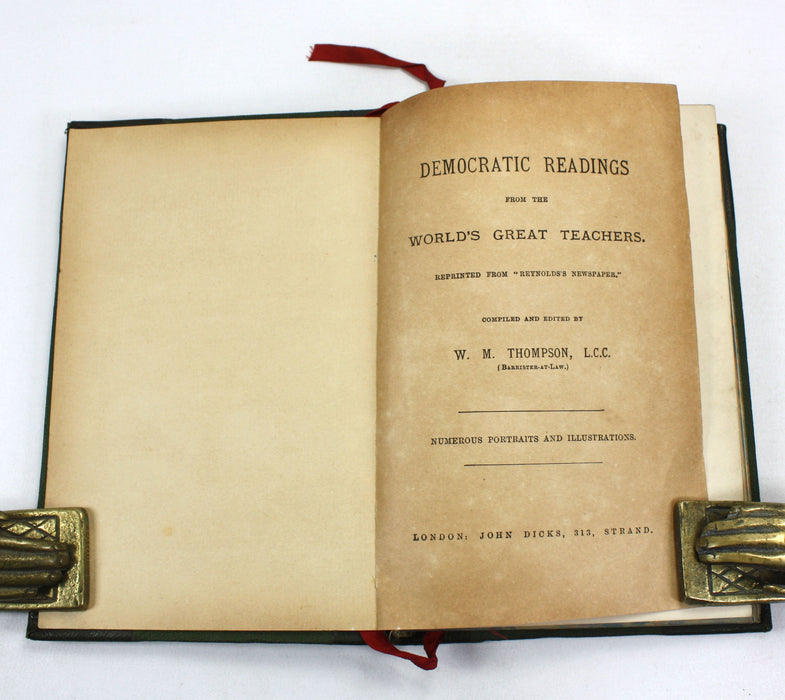 DEMOCRATIC READINGS
FROM THE
WORLD'S GREAT TEACHERS.
REPRINTED FROM "REYNOLDS'S NEWSPAPER."
COMPILED AND EDITED BY
W. M. THOMPSON, L.C.C.
(BARRISTER-AT-LAW.)
NUMEROUS PORTRAITS AND ILLUSTRATIONS.
LONDON: JOHN DICKS, 313, STRAND.